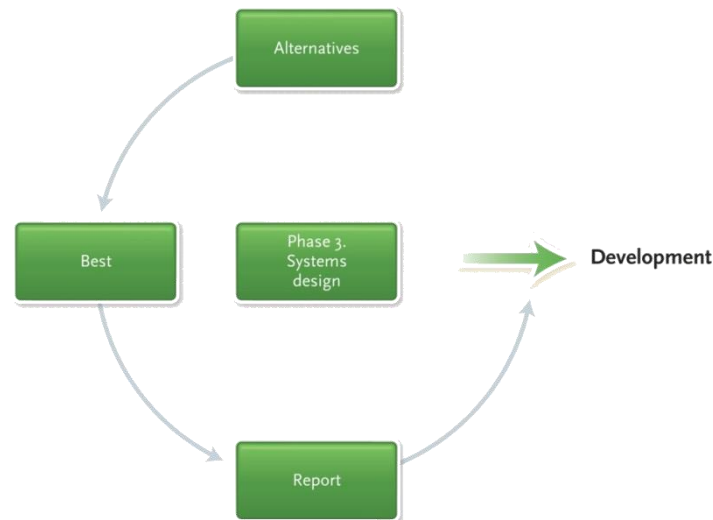 Alternatives
Best
Phase 3.
Systems
design
Development
Report